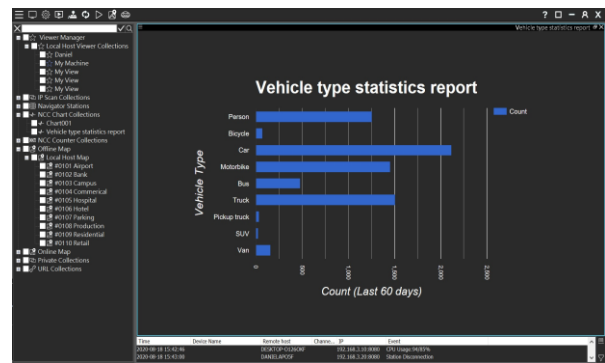 Vehicle type statistics report
Viewer Manager
Local Host Viewer Collections
Daniel
My Machine
My View
My View
My View
IP Scan Collections
Navigator Stations
NCC Chart Collections
Chart001
Vehicle type statistics report
NCC Counter Collections
Offline Map
Local Host Map
#0101 Airport
#0102 Bank
#0103 Campus
#0104 Commerical
#0105 Hospital
#0106 Hotel
#0107 Parking
#0108 Production
#0109 Residential
#0110 Retail
Online Map
Private Collections
URL Collections
Vehicle type statistics report
Count
Vehicle Type
Person
Bicycle
Car
Motorbike
Bus
Truck
Pickup truck
SUV
Van
0 500 1,000 1,500 2,000 2,500
Count (Last 60 days)
Time Device Name Remote host Channe... IP Event
2020-08-18 15:42:46 DESKTOP-O126OKF 192.168.3.10:8080 CPU Usage:94/85%
2020-08-18 15:43:08 DANIELAPOSF 192.168.3.20:8080 Station Disconnection